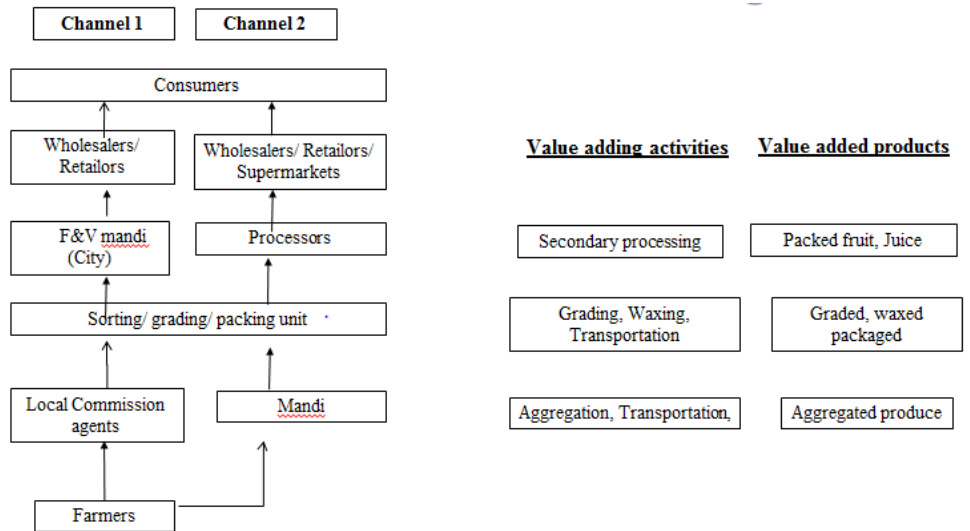 Channel 1
Channel 2
Consumers
Wholesalers/
Retailors
Wholesalers/ Retailors/
Supermarkets
Value adding activities
Value added products
F&V mandi
(City)
Processors
Secondary processing
Packed fruit, Juice
Sorting/ grading/ packing unit
Grading, Waxing,
Transportation
Graded, waxed
packaged
Local Commission
agents
Mandi
Aggregation, Transportation,
Aggregated produce
Farmers